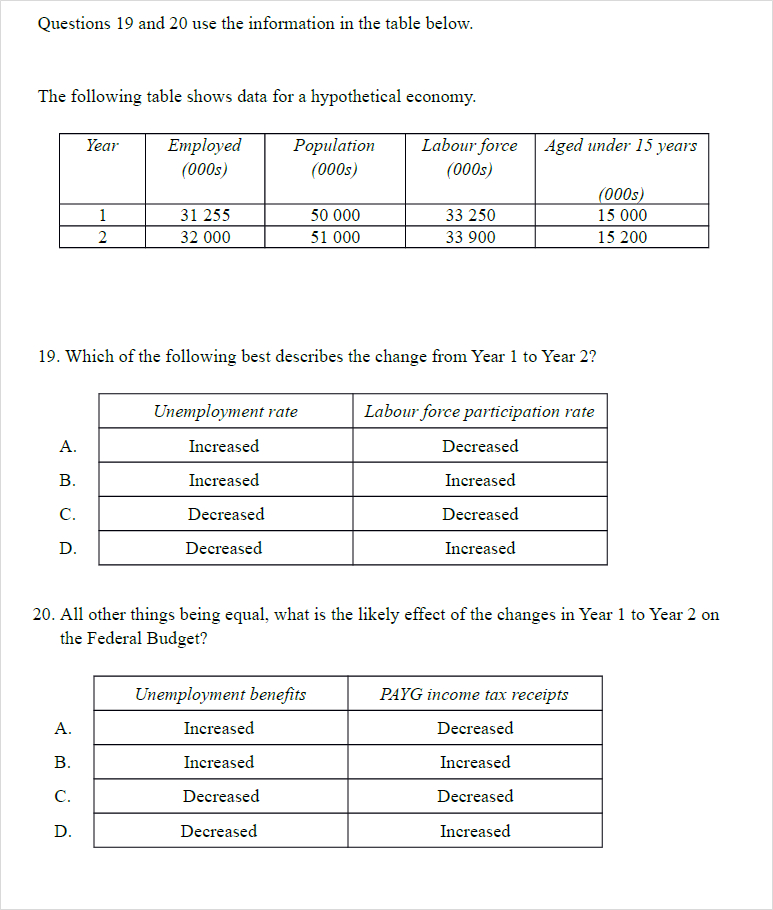 Questions 19 and 20 use the information in the table below.
The following table shows data for a hypothetical economy.
Year Employed Population Labour force Aged under 15 years
(000s) (000s) (000s)
(000s)
1 31 255 50 000 33 250 15 000
2 32 000 51 000 33 900 15 200
19. Which of the following best describes the change from Year 1 to Year 2?
Unemployment rate Labour force participation rate
A. Increased Decreased
B. Increased Increased
C. Decreased Decreased
D. Decreased Increased
20. All other things being equal, what is the likely effect of the changes in Year 1 to Year 2 on
the Federal Budget?
Unemployment benefits PAYG income tax receipts
A. Increased Decreased
B. Increased Increased
C. Decreased Decreased
D. Decreased Increased